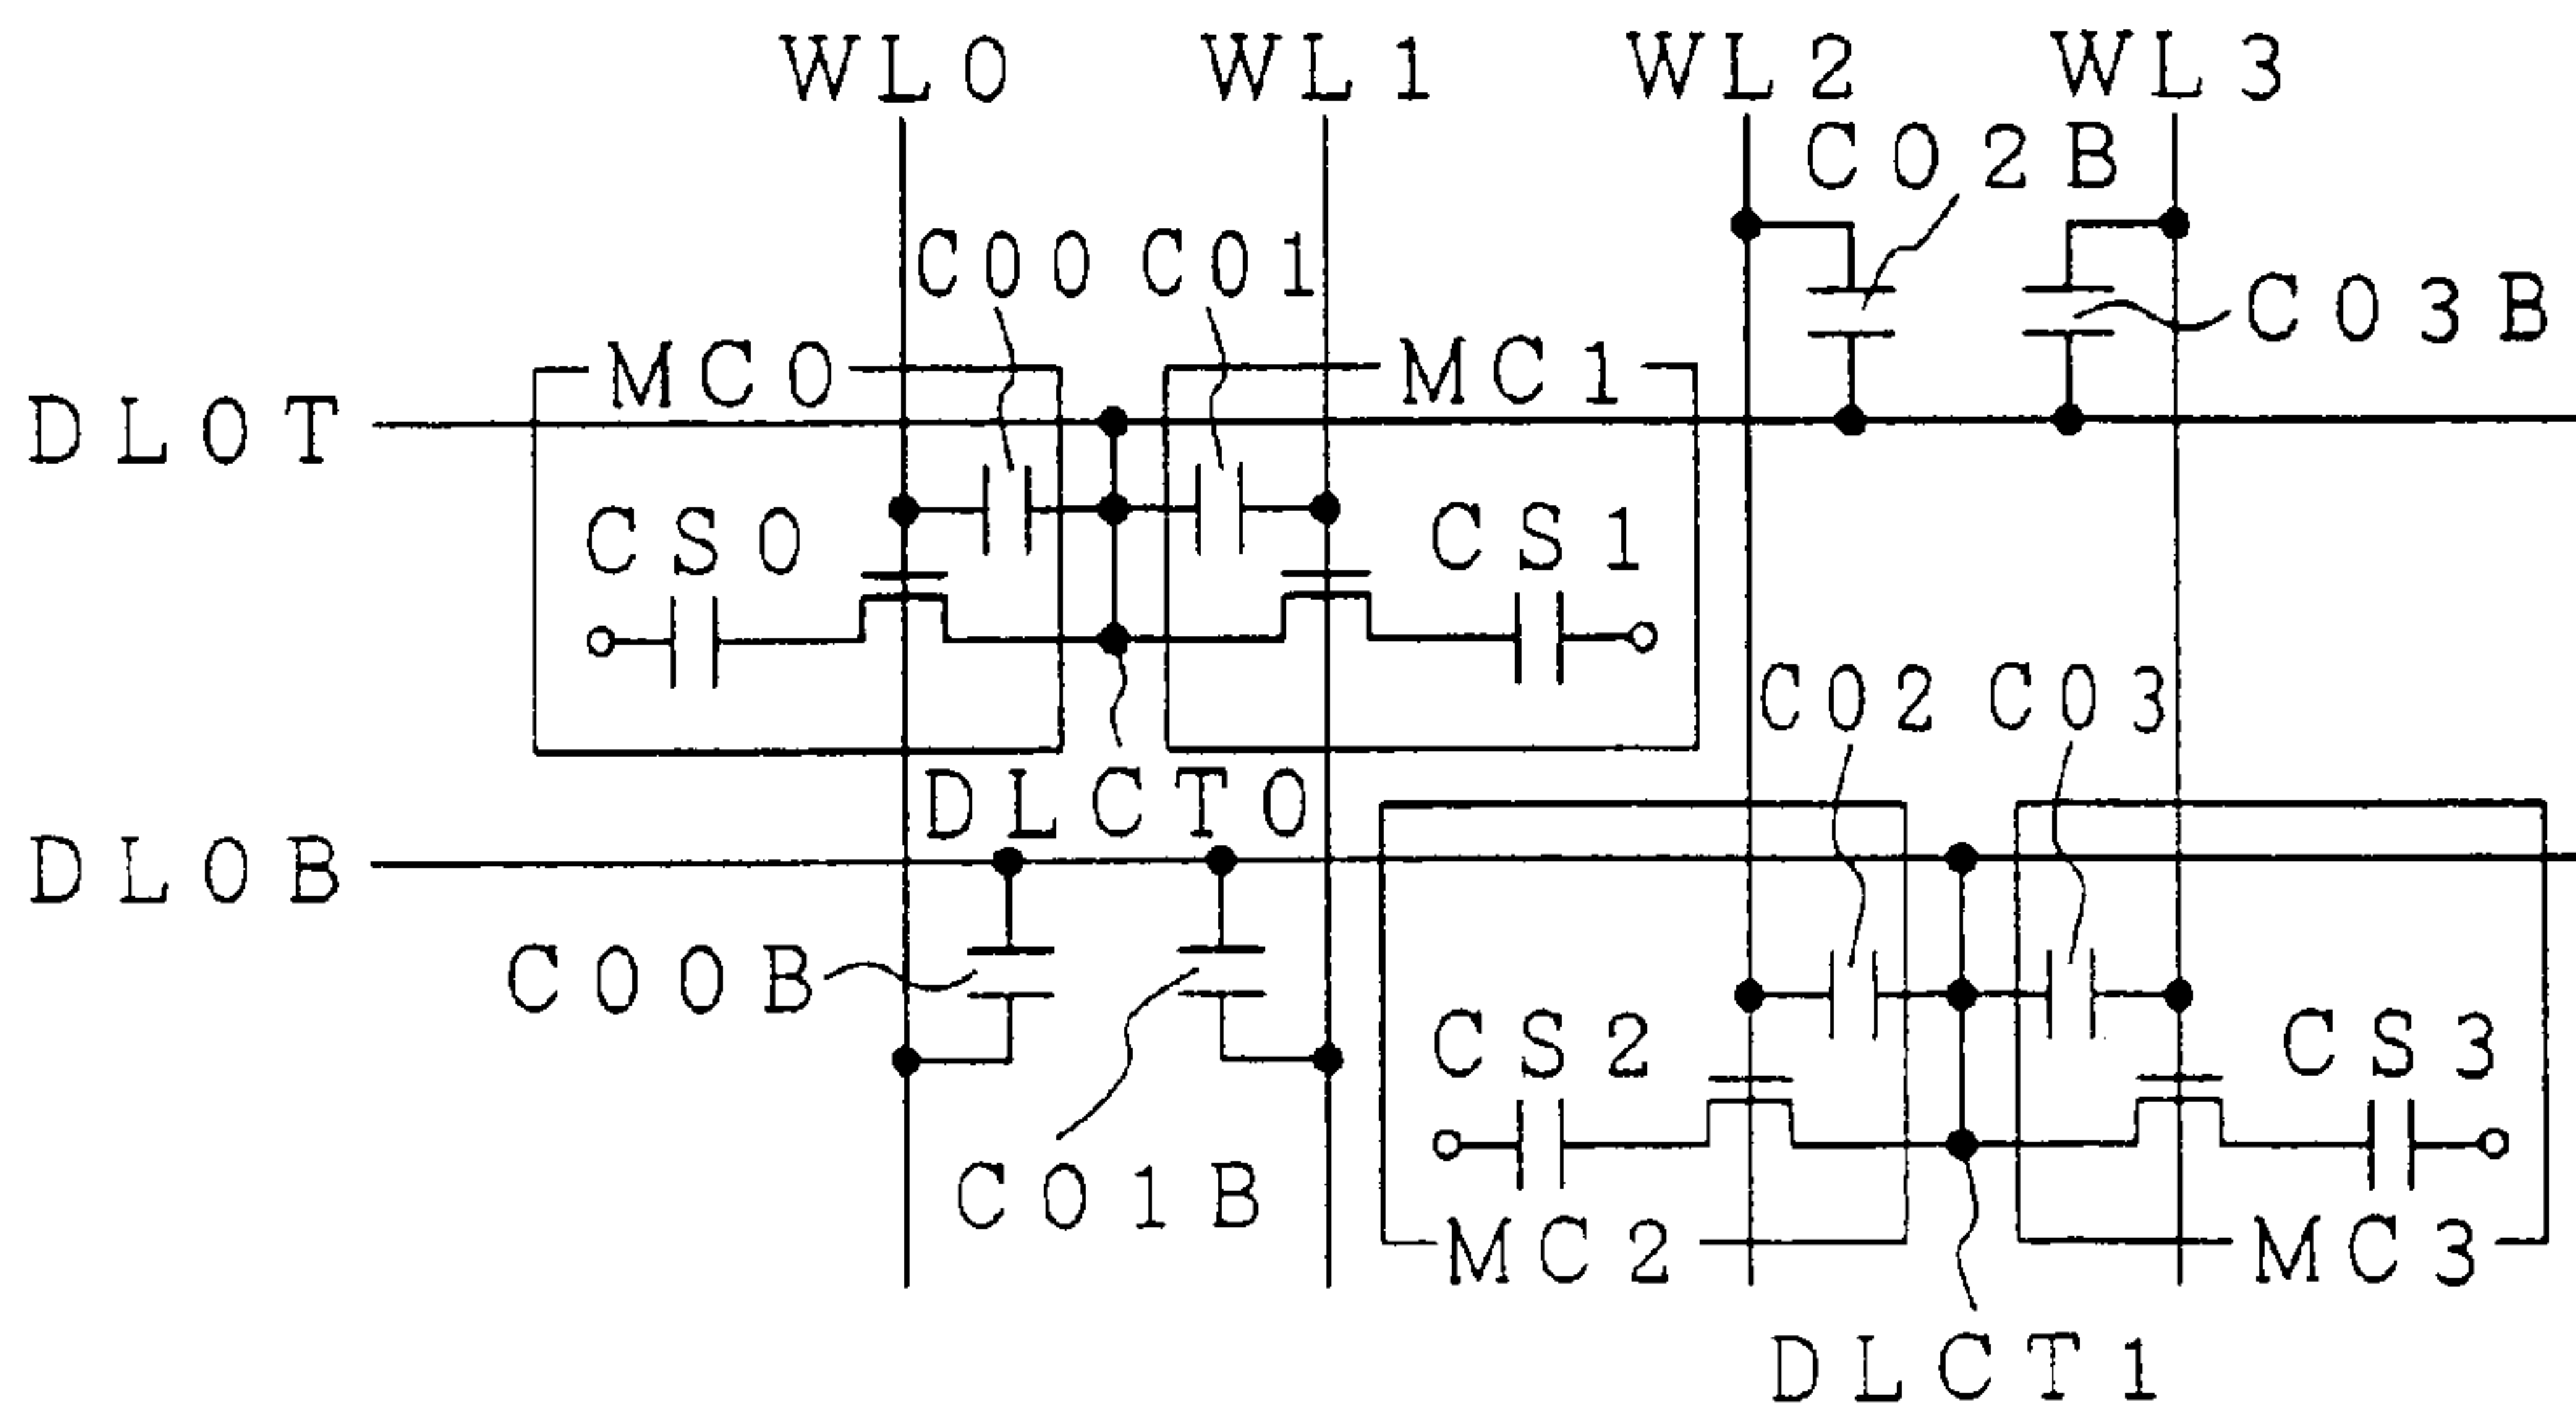 WL0 WL1 WL2 WL3
C02B
C00 C01
C03B
MC0 MC1
DL0T
CS0 CS1
C02 C03
DLCT0
DL0B
C00B
CS2 CS3
C01B
MC2 MC3
DLCT1